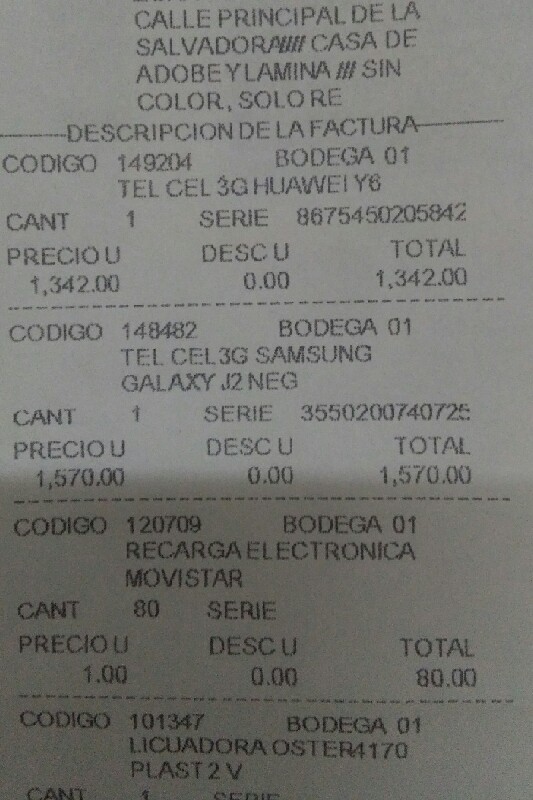 CALLE PRINCIPAL DE LA
SALVADORA//// CASA DE
ADOBE Y LAMINA /// SIN
COLOR, SOLO RE
DESCRIPCION DE LA FACTURA
CODIGO 149204 BODEGA 01
TEL CEL 3G HUAWEI Y6
CANT 1 SERIE 8675450205842
PRECIO U DESC U TOTAL
1,342.00 0.00 1,342.00
CODIGO 148482 BODEGA 01
TEL CEL3G SAMSUNG
GALAXY J2 NEG
CANT 1 SERIE 3550200740725
PRECIO U DESC U TOTAL
1,570.00 0.00 1,570.00
CODIGO 120709 BODEGA 01
RECARGA ELECTRONICA
MOVISTAR
CANT 80 SERIE
PRECIO U DESC U TOTAL
1.00 0.00 80.00
CODIGO 101347 BODEGA 01
LICUADORA OSTER4170
PLAST 2 V
CANT 1 SERIE